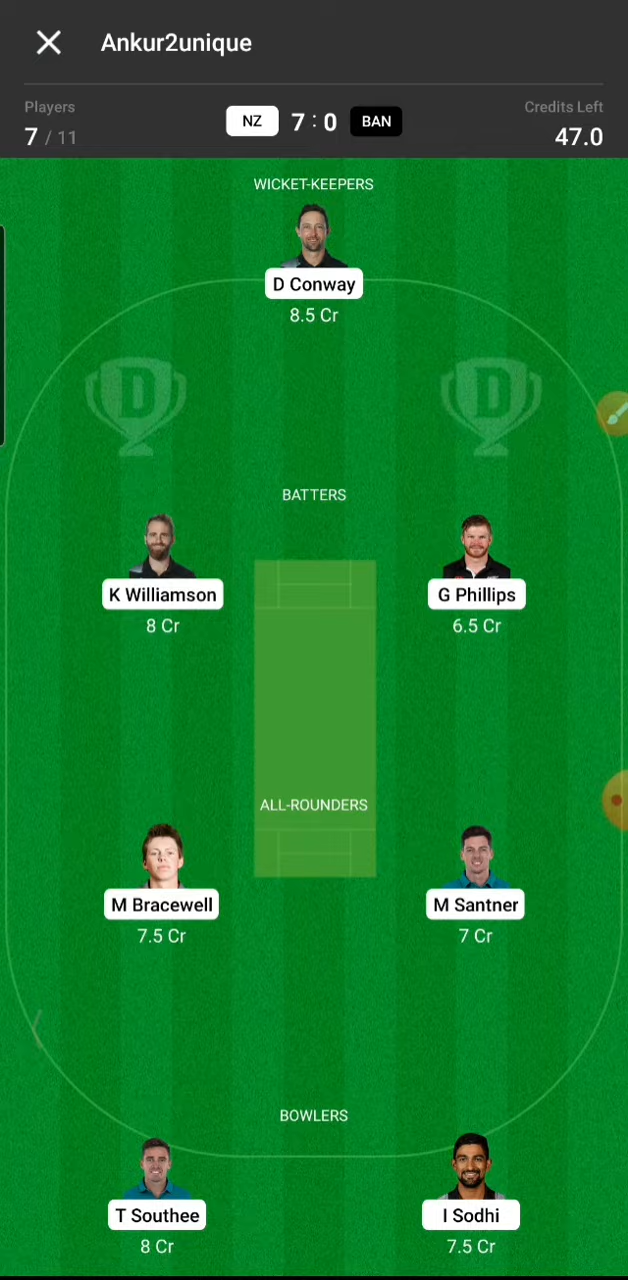 Ankur2unique
Players
Credits Left
7 / 11
NZ 7 : 0 BAN
47.0
WICKET-KEEPERS
D Conway
8.5 Cr
D D
BATTERS
K Williamson G Phillips
8 Cr 6.5 Cr
ALL-ROUNDERS
M Bracewell M Santner
7.5 Cr 7 Cr
BOWLERS
T Southee I Sodhi
8 Cr 7.5 Cr